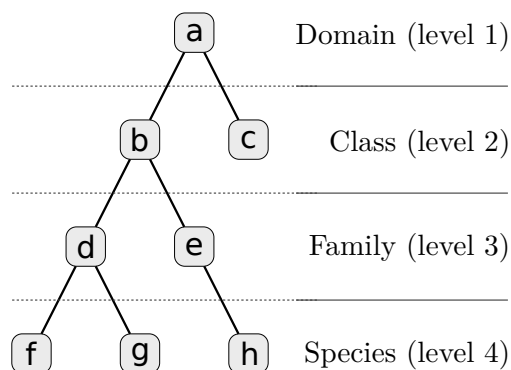 a Domain (level 1)
b c Class (level 2)
d e Family (level 3)
f g h Species (level 4)